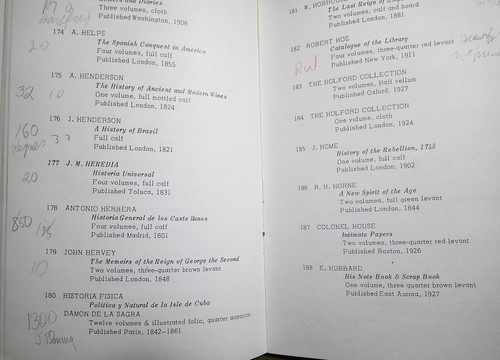 Letters and Diaries
Three volumes, cloth
Published Washington, 1908
174 A. HELPS
20
The Spanish Conquest in America
Four volumes, full calf
Published London, 1855
175 A. HENDERSON
32 10
The History of Ancient and Modern Wines
One volume, full mottled calf
Published London, 1824
176 J. HENDERSON
160
A History of Brazil
Full calf
Published London, 1821
177 J. M. HEREDIA
20
Historia Universal
Four volumes, full calf
Published Toluca, 1831
178 ANTONIO HERRERA
850
Historia General de los Castellanos
Four volumes, full calf
Published Madrid, 1601
179 JOHN HERVEY
10
The Memoirs of the Reign of George the Second
Two volumes, three-quarter brown levant
Published London, 1848
180 HISTORIA FISICA
Politica y Natural de la Isle de Cuba
1300
DAMON DE LA SAGRA
Twelve volumes & illustrated folio, quarter morocco
Published Paris, 1842-1861
181 W. HOBHOUSE
The Last Reign of
Two volumes, calf and board
Published London, 1881
182 ROBERT HOE
Catalogue of the Library
Four volumes, three-quarter red levant
Published New York, 1911
183 THE HOLFORD COLLECTION
Two volumes, Half vellum
Published Oxford, 1927
184 THE HOLFORD COLLECTION
One volume, cloth
Published London, 1924
185 J. HOME
History of the Rebellion, 1745
One volume, full calf
Published London, 1902
186 R. H. HORNE
A New Spirit of the Age
Two volumes, full green levant
Published London, 1844
187 COLONEL HOUSE
Intimate Papers
Two volumes, three-quarter red levant
Published Boston, 1926
188 E. HUBBARD
His Note Book & Scrap Book
One volume, three quarter brown levant
Published East Aurora, 1927